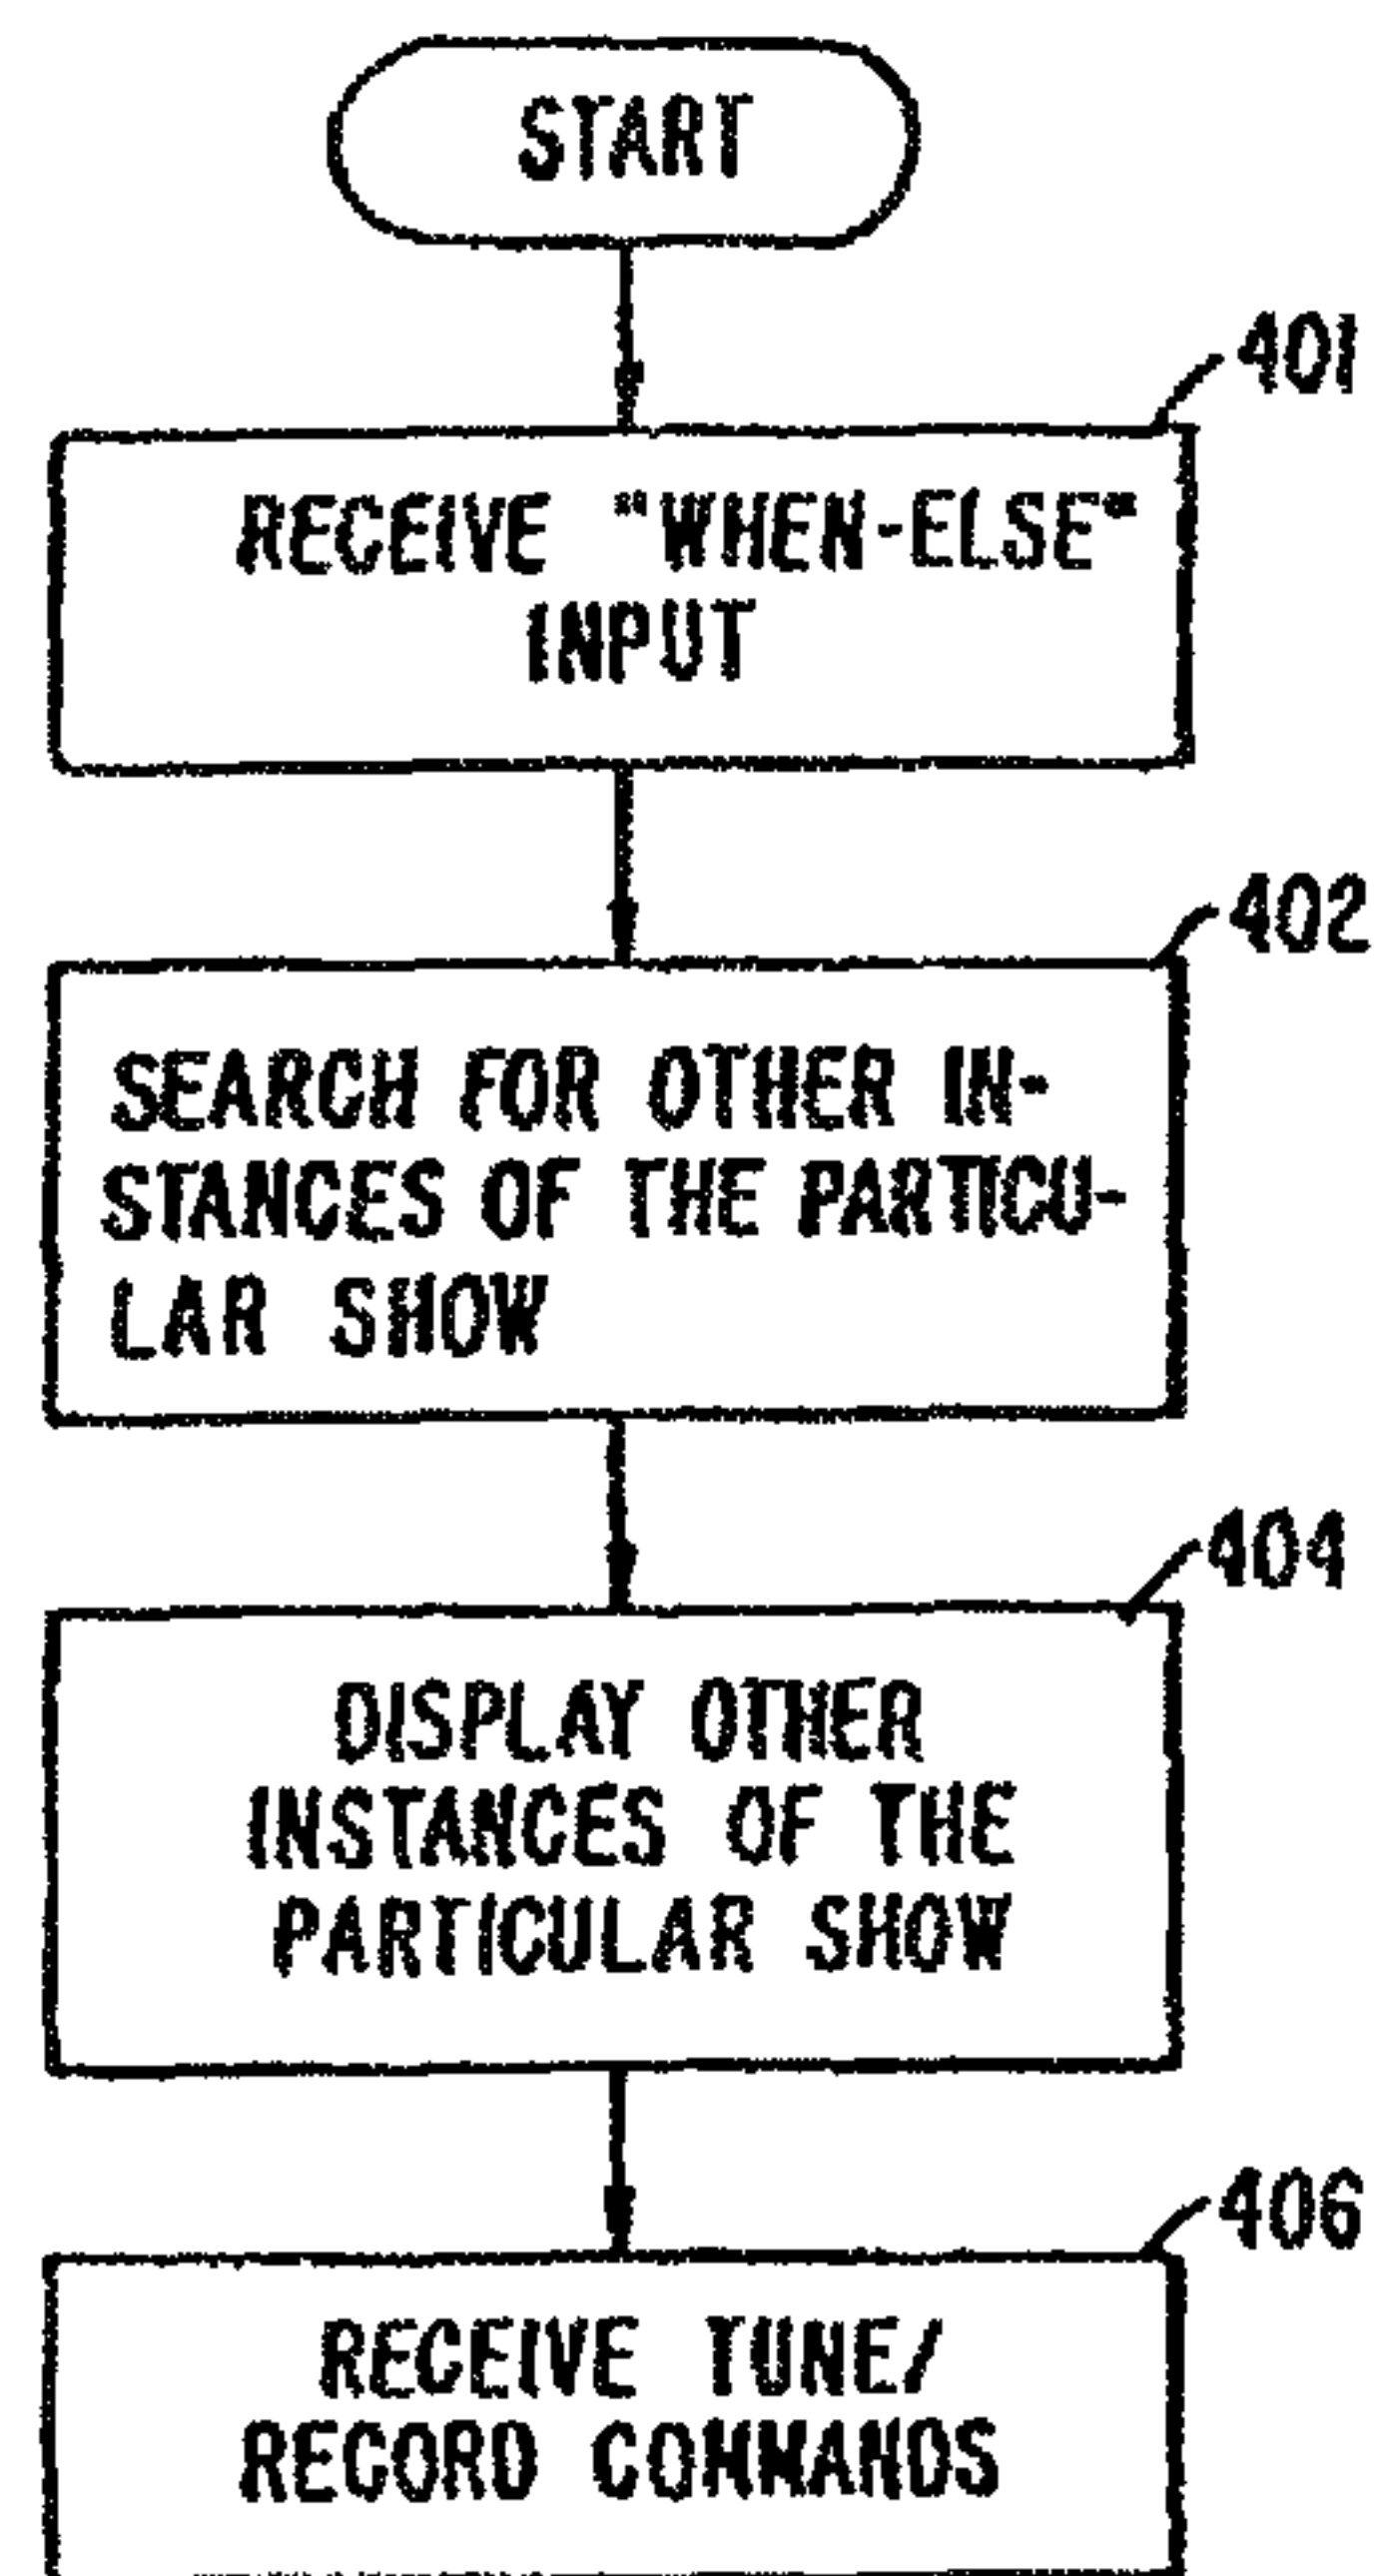 START
401
RECEIVE "WHEN-ELSE"
INPUT
402
SEARCH FOR OTHER IN-
STANCES OF THE PARTICU-
LAR SHOW
404
DISPLAY OTHER
INSTANCES OF THE
PARTICULAR SHOW
406
RECEIVE TUNE/
RECORD COMMANDS